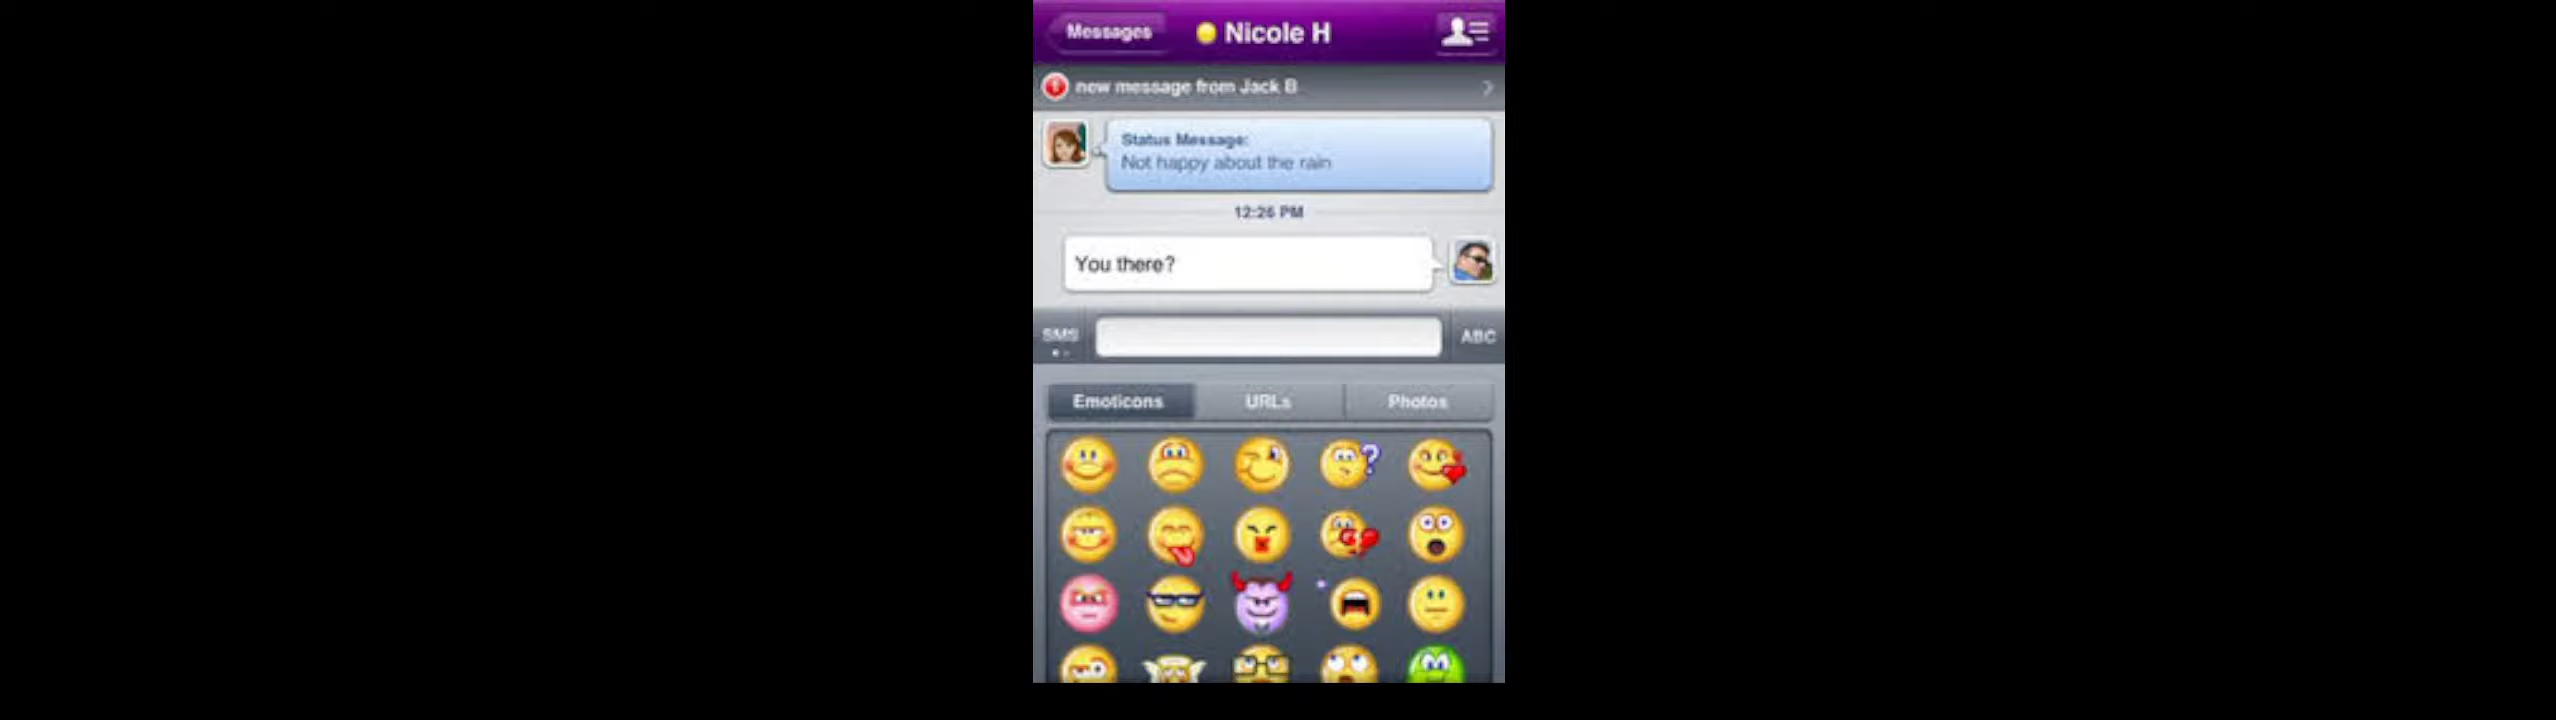 Messages
Nicole H
new message from Jack B
Status Message:
Not happy about the rain
12:26 PM
You there?
SMS
ABC
Emoticons
URLs
Photos